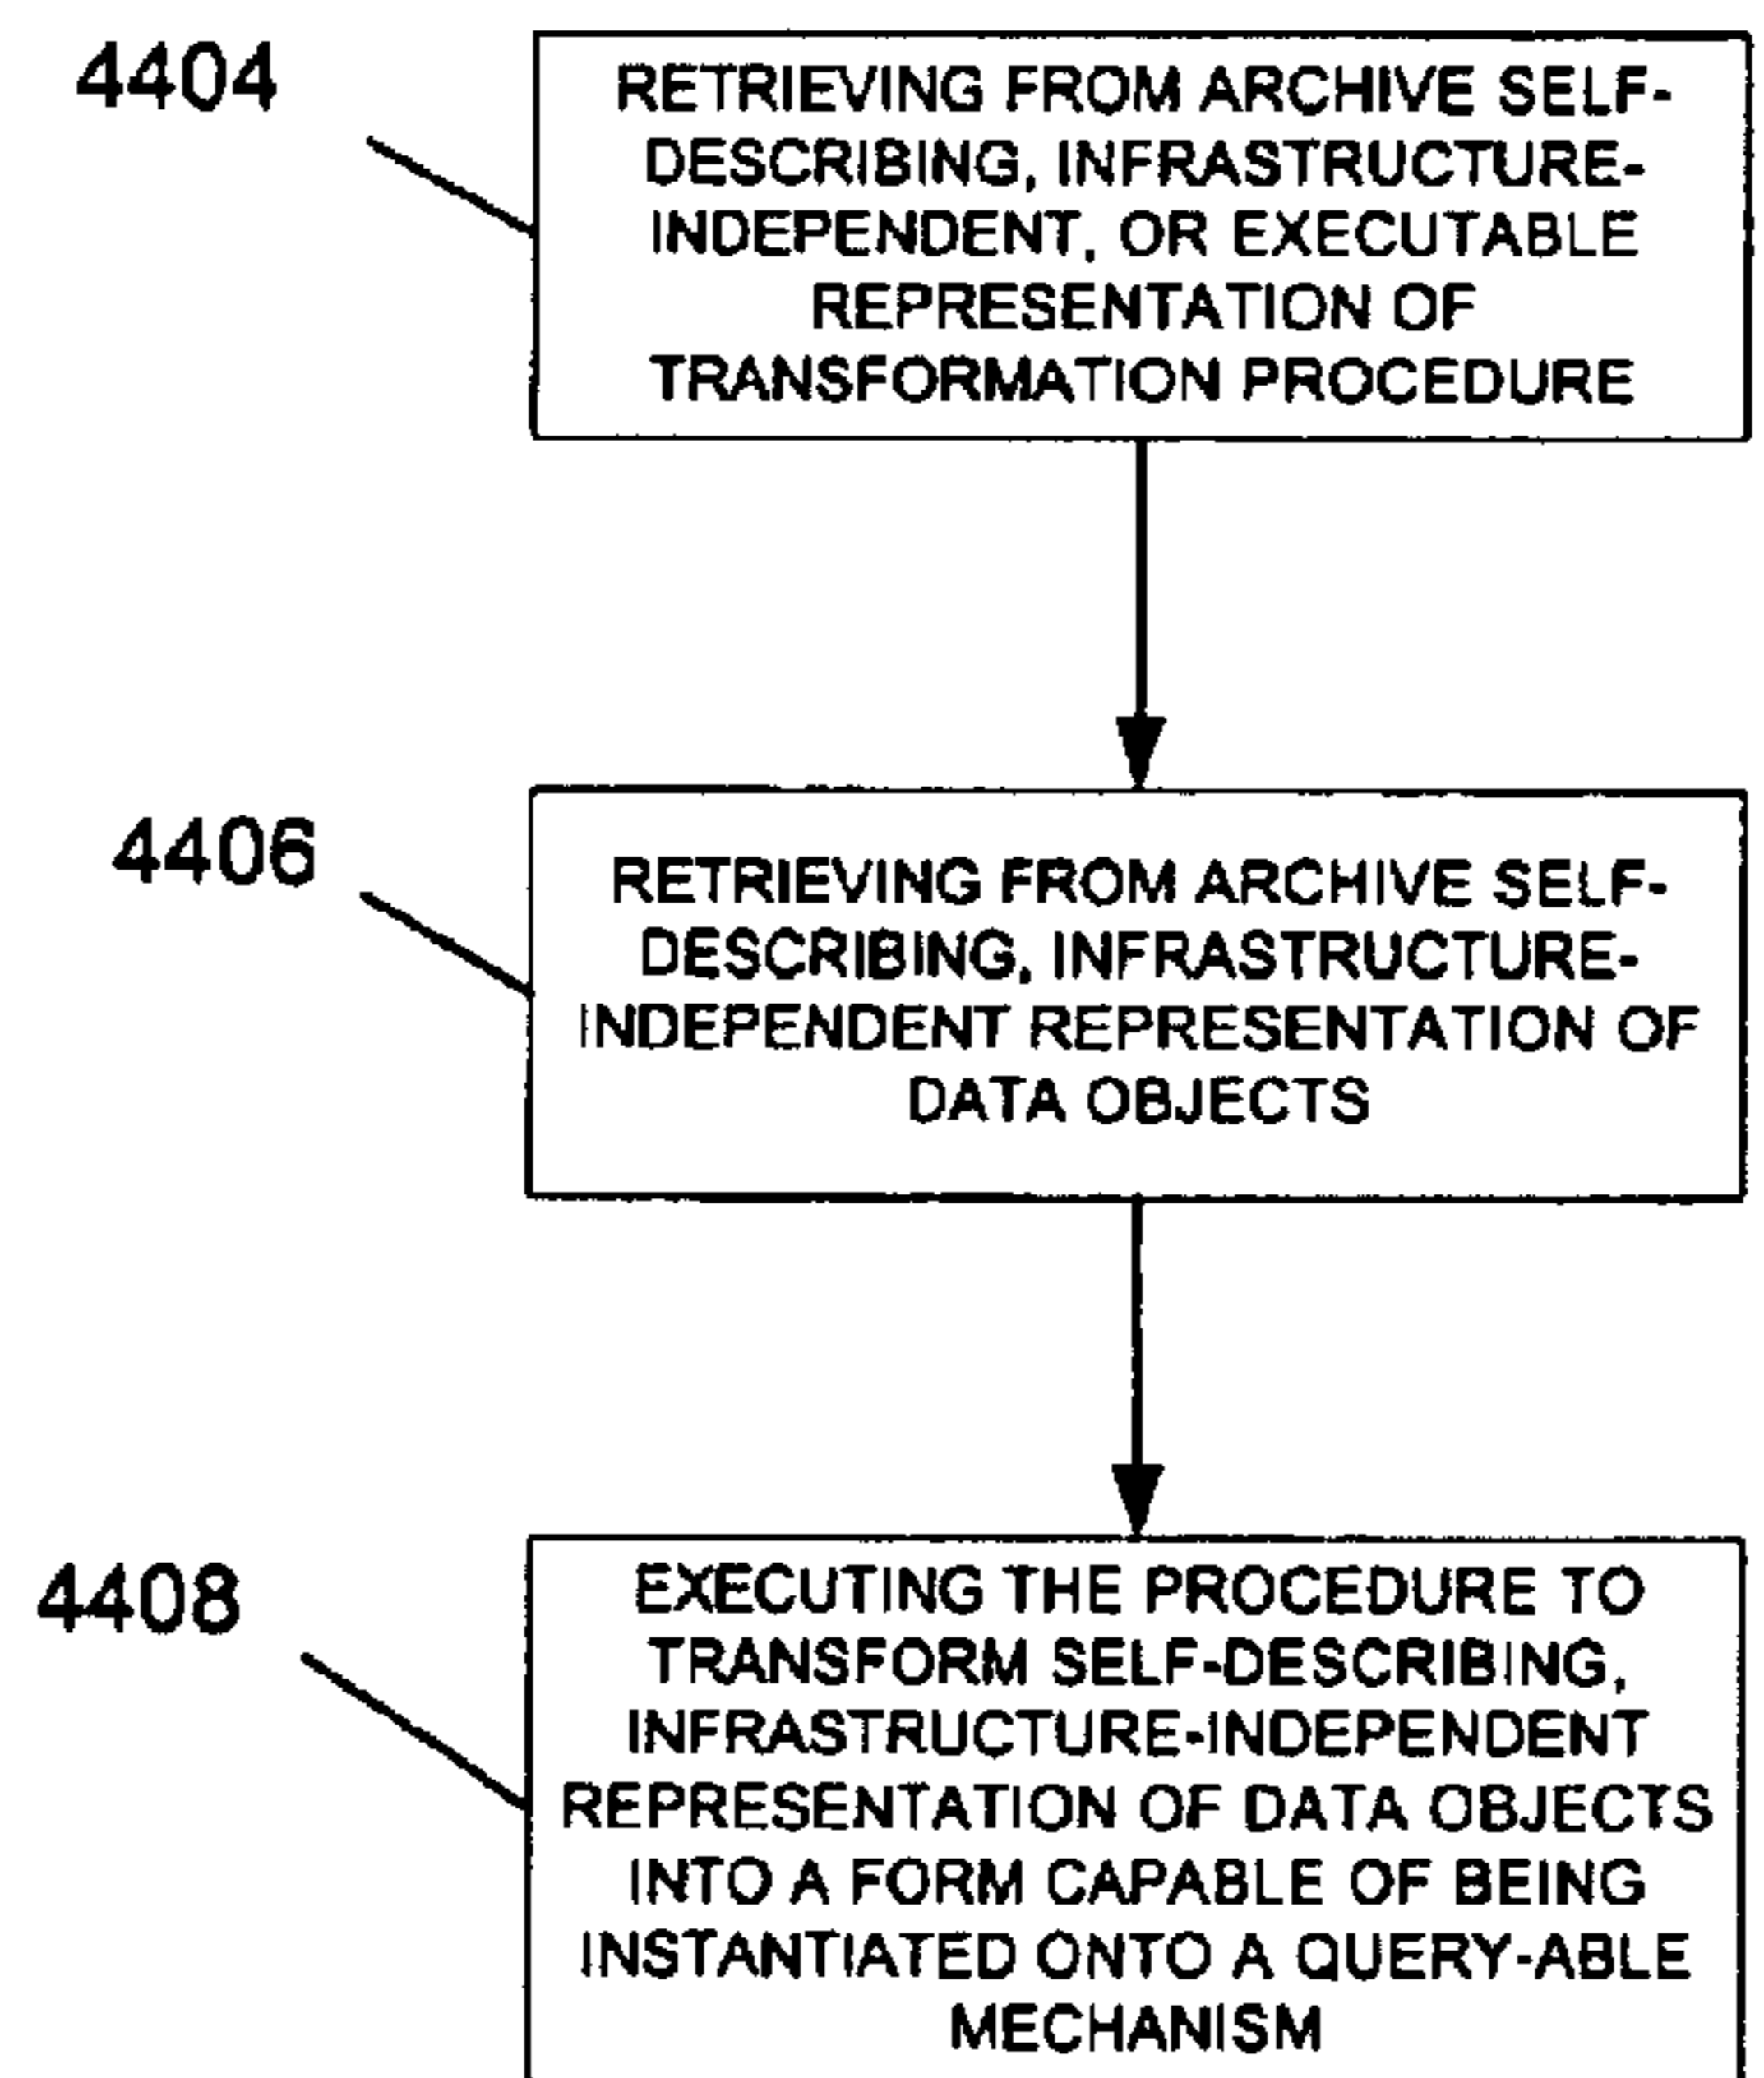 4404
RETRIEVING FROM ARCHIVE SELF-
DESCRIBING, INFRASTRUCTURE-
INDEPENDENT, OR EXECUTABLE
REPRESENTATION OF
TRANSFORMATION PROCEDURE
4406
RETRIEVING FROM ARCHIVE SELF-
DESCRIBING, INFRASTRUCTURE-
INDEPENDENT REPRESENTATION OF
DATA OBJECTS
4408
EXECUTING THE PROCEDURE TO
TRANSFORM SELF-DESCRIBING,
INFRASTRUCTURE-INDEPENDENT
REPRESENTATION OF DATA OBJECTS
INTO A FORM CAPABLE OF BEING
INSTANTIATED ONTO A QUERY-ABLE
MECHANISM